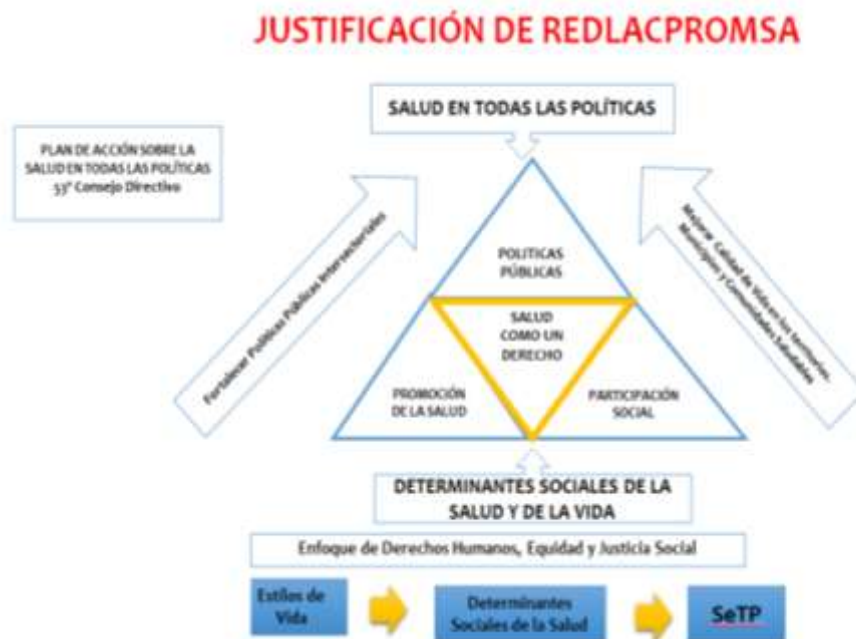 JUSTIFICACIÓN DE REDLACPROMSA
SALUD EN TODAS LAS POLÍTICAS
PLAN DE ACCIÓN SOBRE LA
SALUD EN TODAS LAS POLÍTICAS
53º Consejo Directivo
Fortalecer Políticas Públicas Intersectoriales
Mejorar Calidad de Vida en los territorios.
Municipios y Comunidades Saludables
POLITICAS
PÚBLICAS
SALUD
COMO UN
DERECHO
PROMOCIÓN
DE LA SALUD
PARTICIPACIÓN
SOCIAL
DETERMINANTES SOCIALES DE LA
SALUD Y DE LA VIDA
Enfoque de Derechos Humanos, Equidad y Justicia Social
Estilos de
Vida
Determinantes
Sociales de la Salud
SeTP